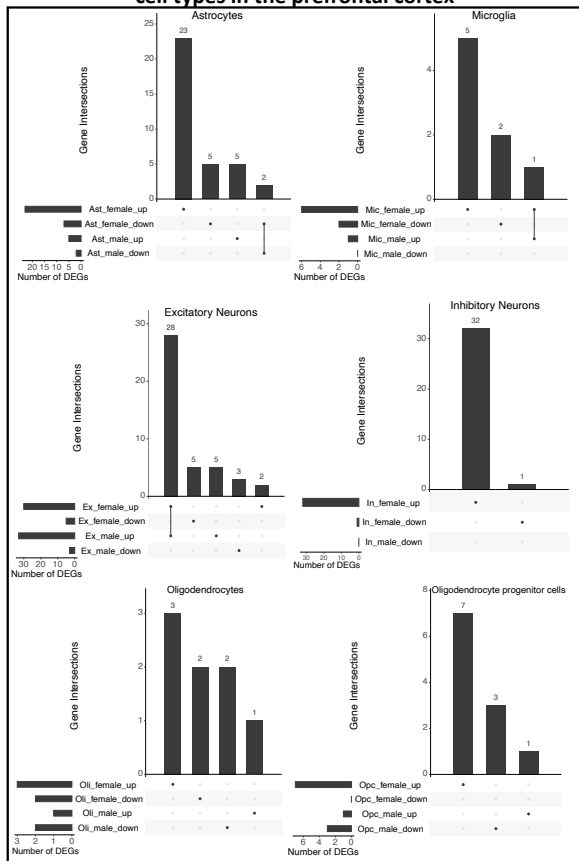 cell types in the prefrontal cortex
Astrocytes
Gene Intersections
25
20
15
10
5
0
23
5
5
2
Ast_female_up
Ast_female_down
Ast_male_up
Ast_male_down
20 15 10 5 0
Number of DEGs
Microglia
Gene Intersections
4
2
0
5
2
1
Mic_female_up
Mic_female_down
Mic_male_up
Mic_male_down
6 4 2 0
Number of DEGs
Excitatory Neurons
Gene Intersections
30
20
10
0
28
5
5
3
2
Ex_female_up
Ex_female_down
Ex_male_up
Ex_male_down
30 20 10 0
Number of DEGs
Inhibitory Neurons
Gene Intersections
30
20
10
0
32
1
In_female_up
In_female_down
In_male_down
30 20 10 0
Number of DEGs
Oligodendrocytes
Gene Intersections
3
2
1
0
3
2
2
1
Oli_female_up
Oli_female_down
Oli_male_up
Oli_male_down
3 2 1 0
Number of DEGs
Oligodendrocyte progenitor cells
Gene Intersections
8
6
4
2
0
7
3
1
Opc_female_up
Opc_female_down
Opc_male_up
Opc_male_down
6 4 2 0
Number of DEGs